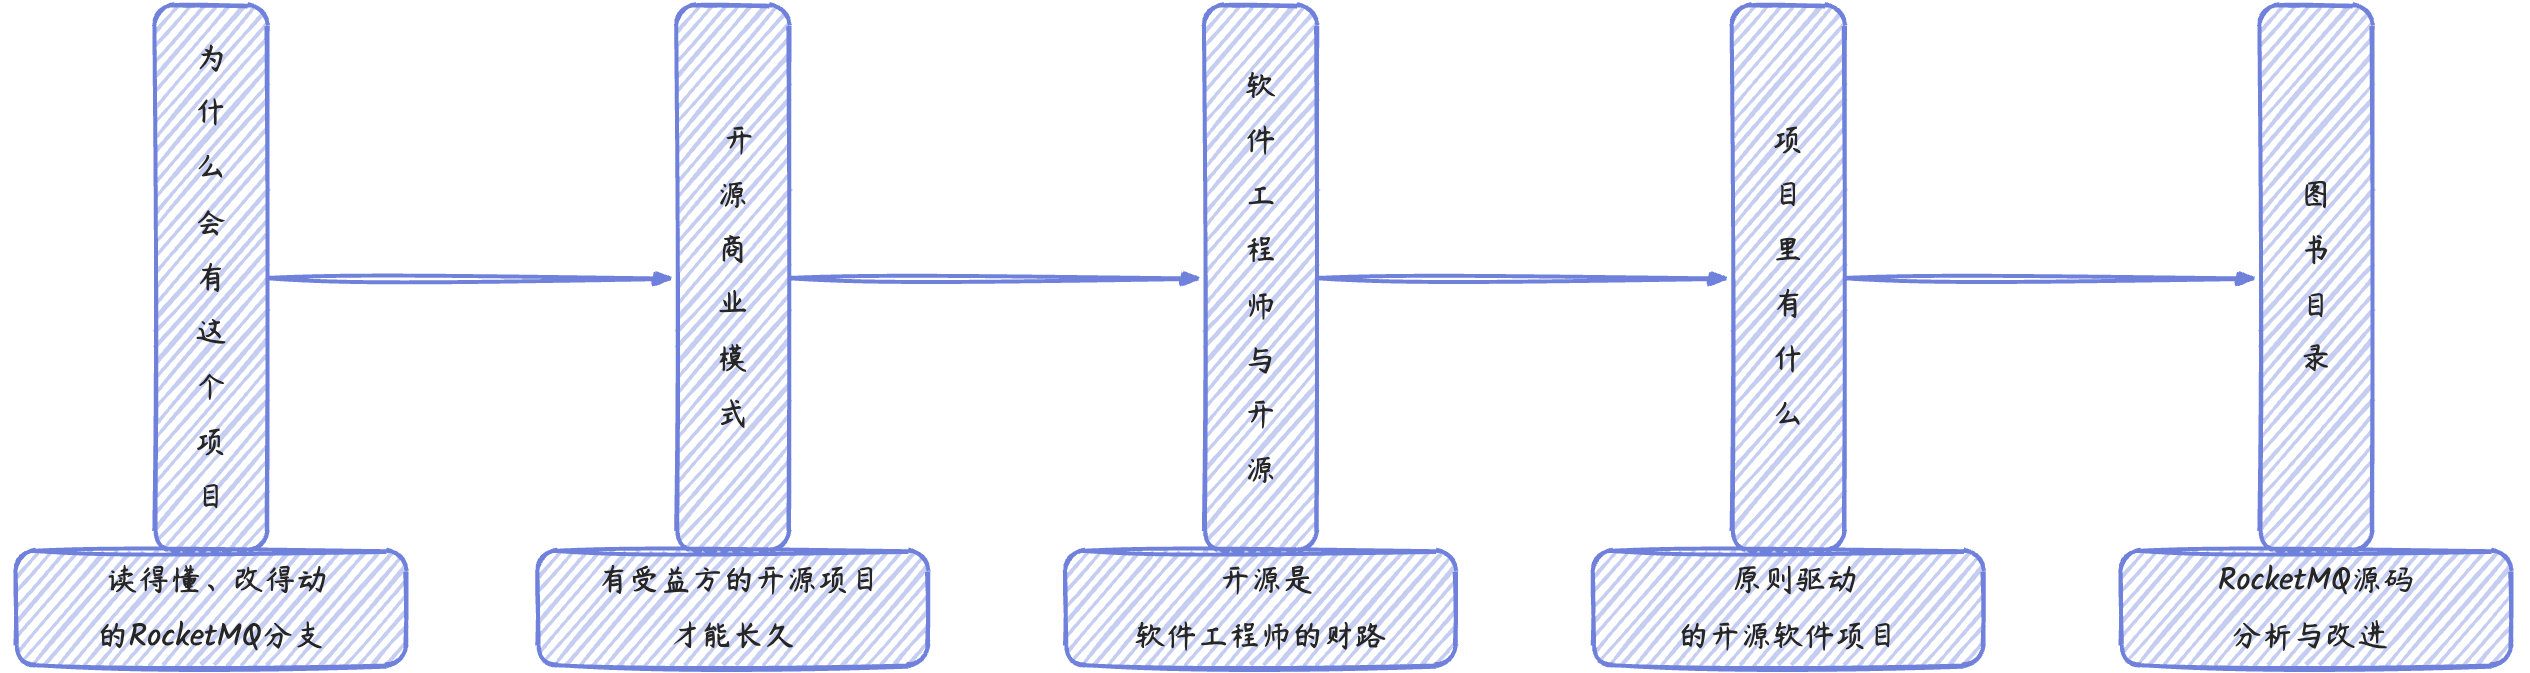 为什么会有这个项目
读得懂、改得动
的RocketMQ分支
开源商业模式
有受益方的开源项目
才能长久
软件工程师与开源
开源是
软件工程师的财路
项目里有什么
原则驱动
的开源软件项目
图书目录
RocketMQ源码
分析与改进